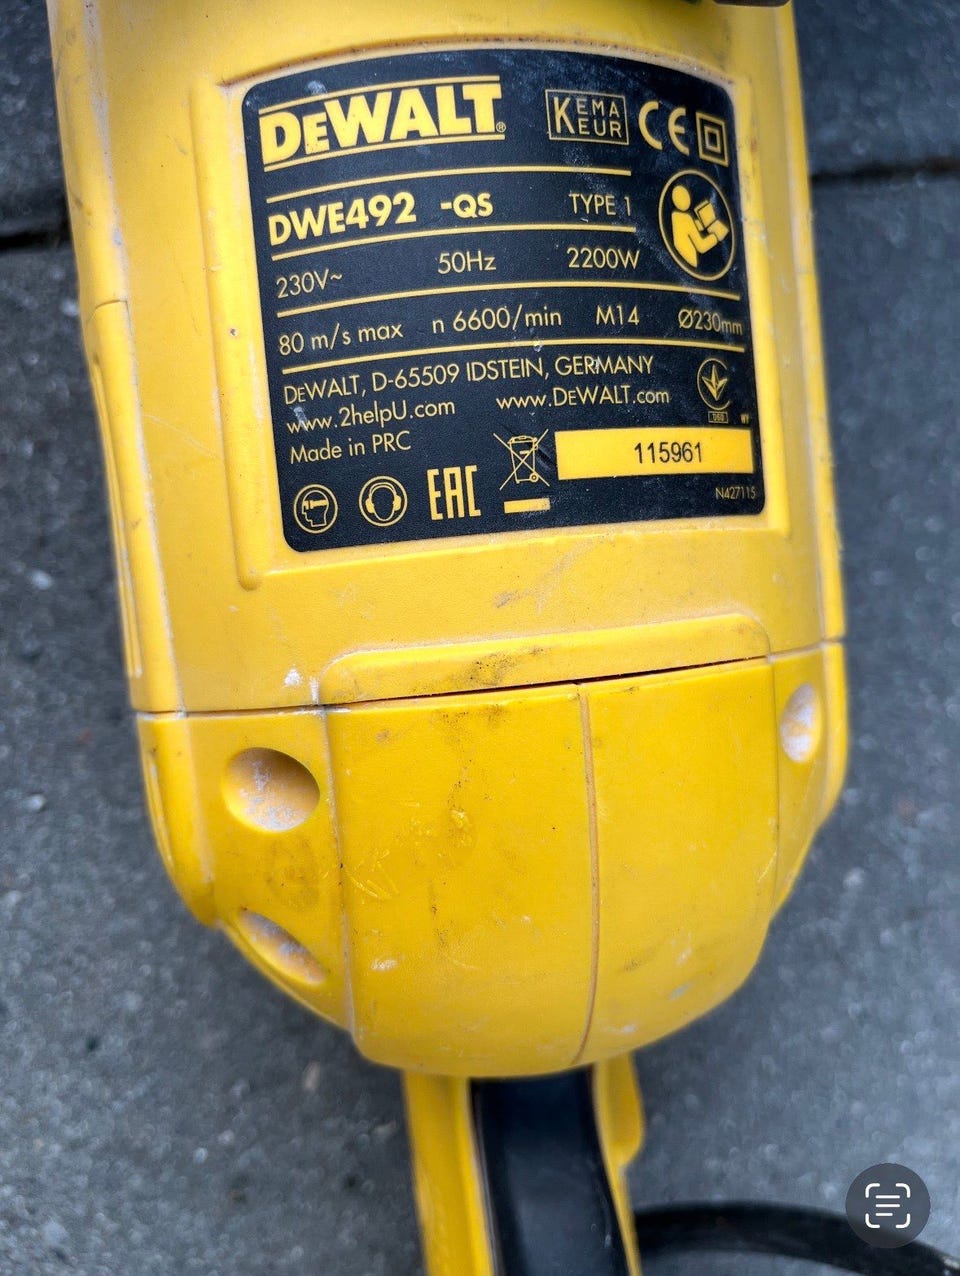 DEWALT®
KEMA
KEUR
CE
DWE492 -QS TYPE 1
230V~ 50Hz 2200W
80 m/s max n 6600/min M14 Ø230mm
DEWALT, D-65509 IDSTEIN, GERMANY
www.2helpU.com www.DEWALT.com
Made in PRC
EAC
115961
N427115